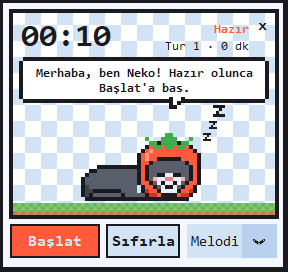 00:10
Hazır
x
Tur 1 · 0 dk
Merhaba, ben Neko! Hazır olunca
Başlat'a bas.
z
z
z
Başlat
Sıfırla
Melodi